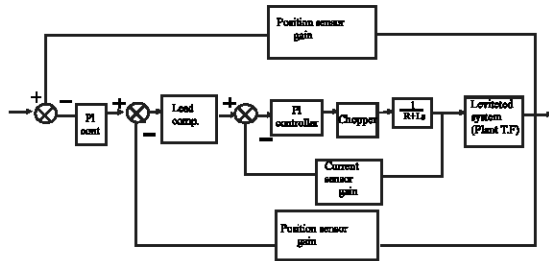 Position sensor
gain
+
−
PI
cont
+
−
Lead
comp.
+
−
PI
controller
Chopper
1
R+Ls
Leviteted
system
(Plant T.F)
Current
sensor
gain
Position sensor
gain